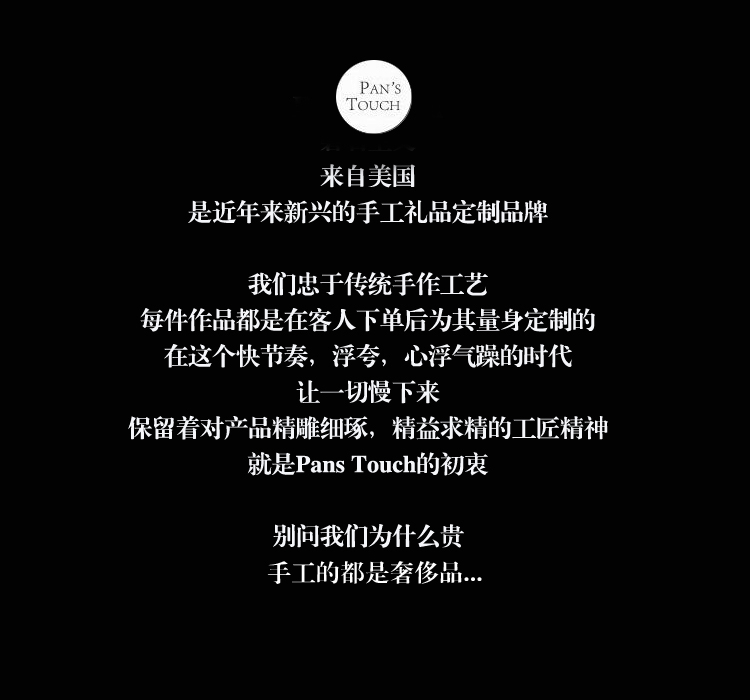 PAN'S
TOUCH
来自美国
是近年来新兴的手工礼品定制品牌
我们忠于传统手作工艺
每件作品都是在客人下单后为其量身定制的
在这个快节奏，浮夸，心浮气躁的时代
让一切慢下来
保留着对产品精雕细琢，精益求精的工匠精神
就是Pans Touch的初衷
别问我们为什么贵
手工的都是奢侈品...